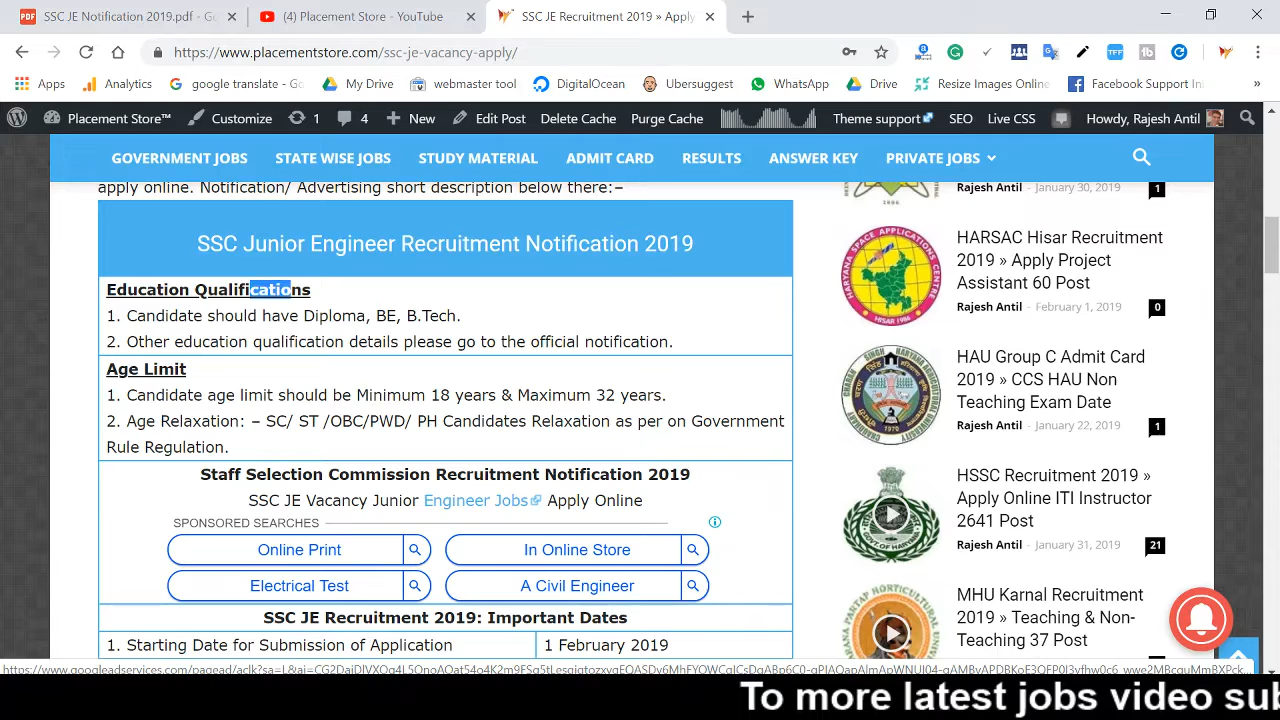 SSC JE Notification 2019.pdf - Go
(4) Placement Store - YouTube
SSC JE Recruitment 2019 » Apply
https://www.placementstore.com/ssc-je-vacancy-apply/
Apps
Analytics
google translate - Go
My Drive
webmaster tool
DigitalOcean
Ubersuggest
WhatsApp
Drive
Resize Images Online
Facebook Support In
»
Placement Store™
Customize
1
4
New
Edit Post
Delete Cache
Purge Cache
Theme support
SEO
Live CSS
Howdy, Rajesh Antil
GOVERNMENT JOBS
STATE WISE JOBS
STUDY MATERIAL
ADMIT CARD
RESULTS
ANSWER KEY
PRIVATE JOBS
apply online. Notification/ Advertising short description below there:–
SSC Junior Engineer Recruitment Notification 2019
Education Qualifications
1. Candidate should have Diploma, BE, B.Tech.
2. Other education qualification details please go to the official notification.
Age Limit
1. Candidate age limit should be Minimum 18 years & Maximum 32 years.
2. Age Relaxation: – SC/ ST /OBC/PWD/ PH Candidates Relaxation as per on Government
Rule Regulation.
Staff Selection Commission Recruitment Notification 2019
SSC JE Vacancy Junior Engineer Jobs Apply Online
SPONSORED SEARCHES
Online Print
In Online Store
Electrical Test
A Civil Engineer
SSC JE Recruitment 2019: Important Dates
1. Starting Date for Submission of Application
1 February 2019
Rajesh Antil - January 30, 2019
1
HARSAC Hisar Recruitment
2019 » Apply Project
Assistant 60 Post
Rajesh Antil - February 1, 2019
0
HAU Group C Admit Card
2019 » CCS HAU Non
Teaching Exam Date
Rajesh Antil - January 22, 2019
1
HSSC Recruitment 2019 »
Apply Online ITI Instructor
2641 Post
Rajesh Antil - January 31, 2019
21
MHU Karnal Recruitment
2019 » Teaching & Non-
Teaching 37 Post
To more latest jobs video sub